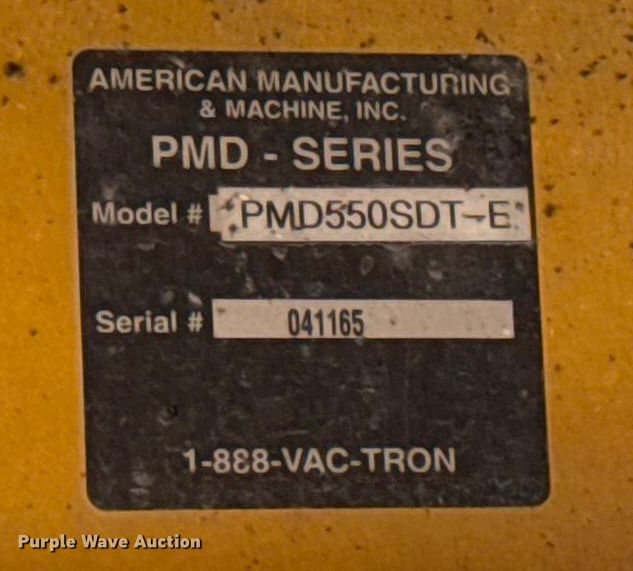 AMERICAN MANUFACTURING
& MACHINE, INC.
PMD - SERIES
Model # PMD550SDT-E
Serial # 041165
1-888-VAC-TRON
Purple Wave Auction